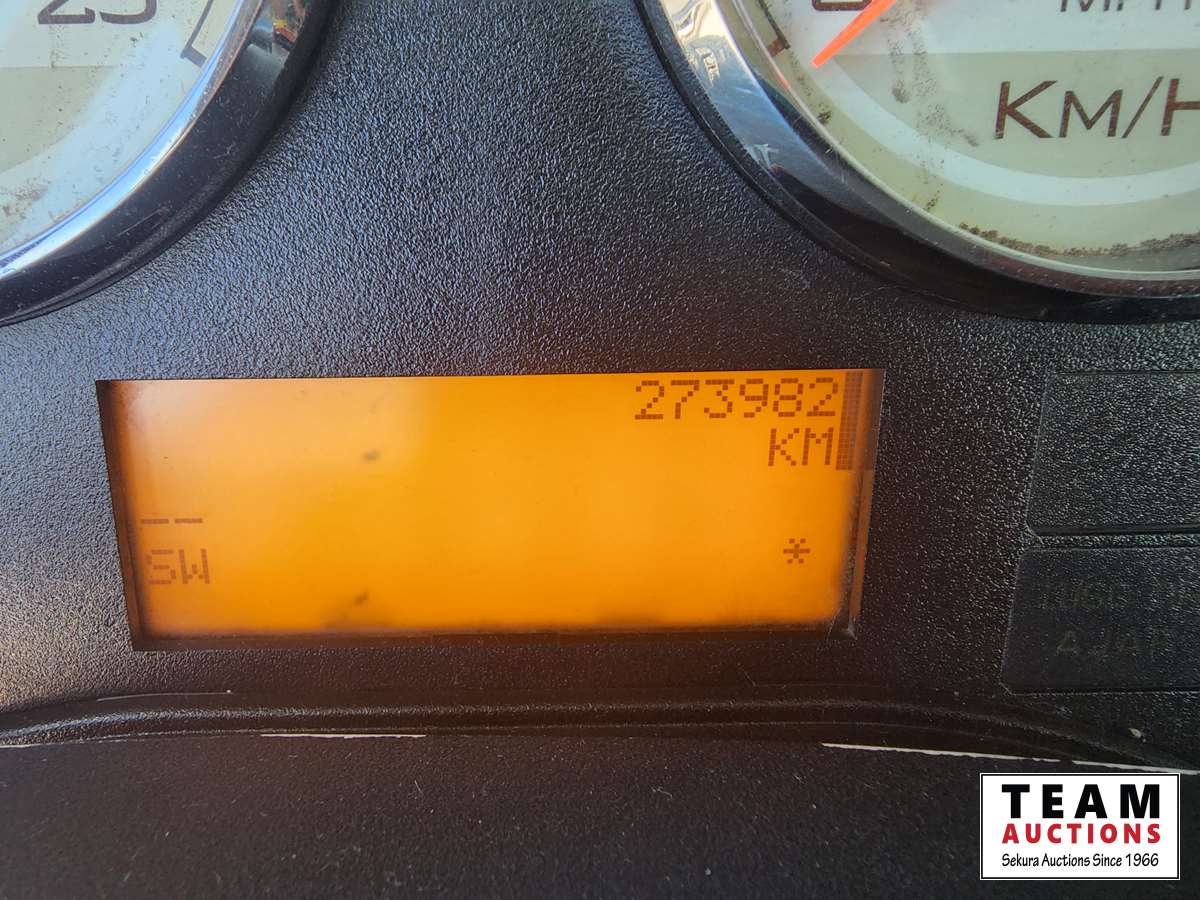 25
MPH
KM/H
273982
KM
--
SW
*
TEAM
AUCTIONS
Sekura Auctions Since 1966